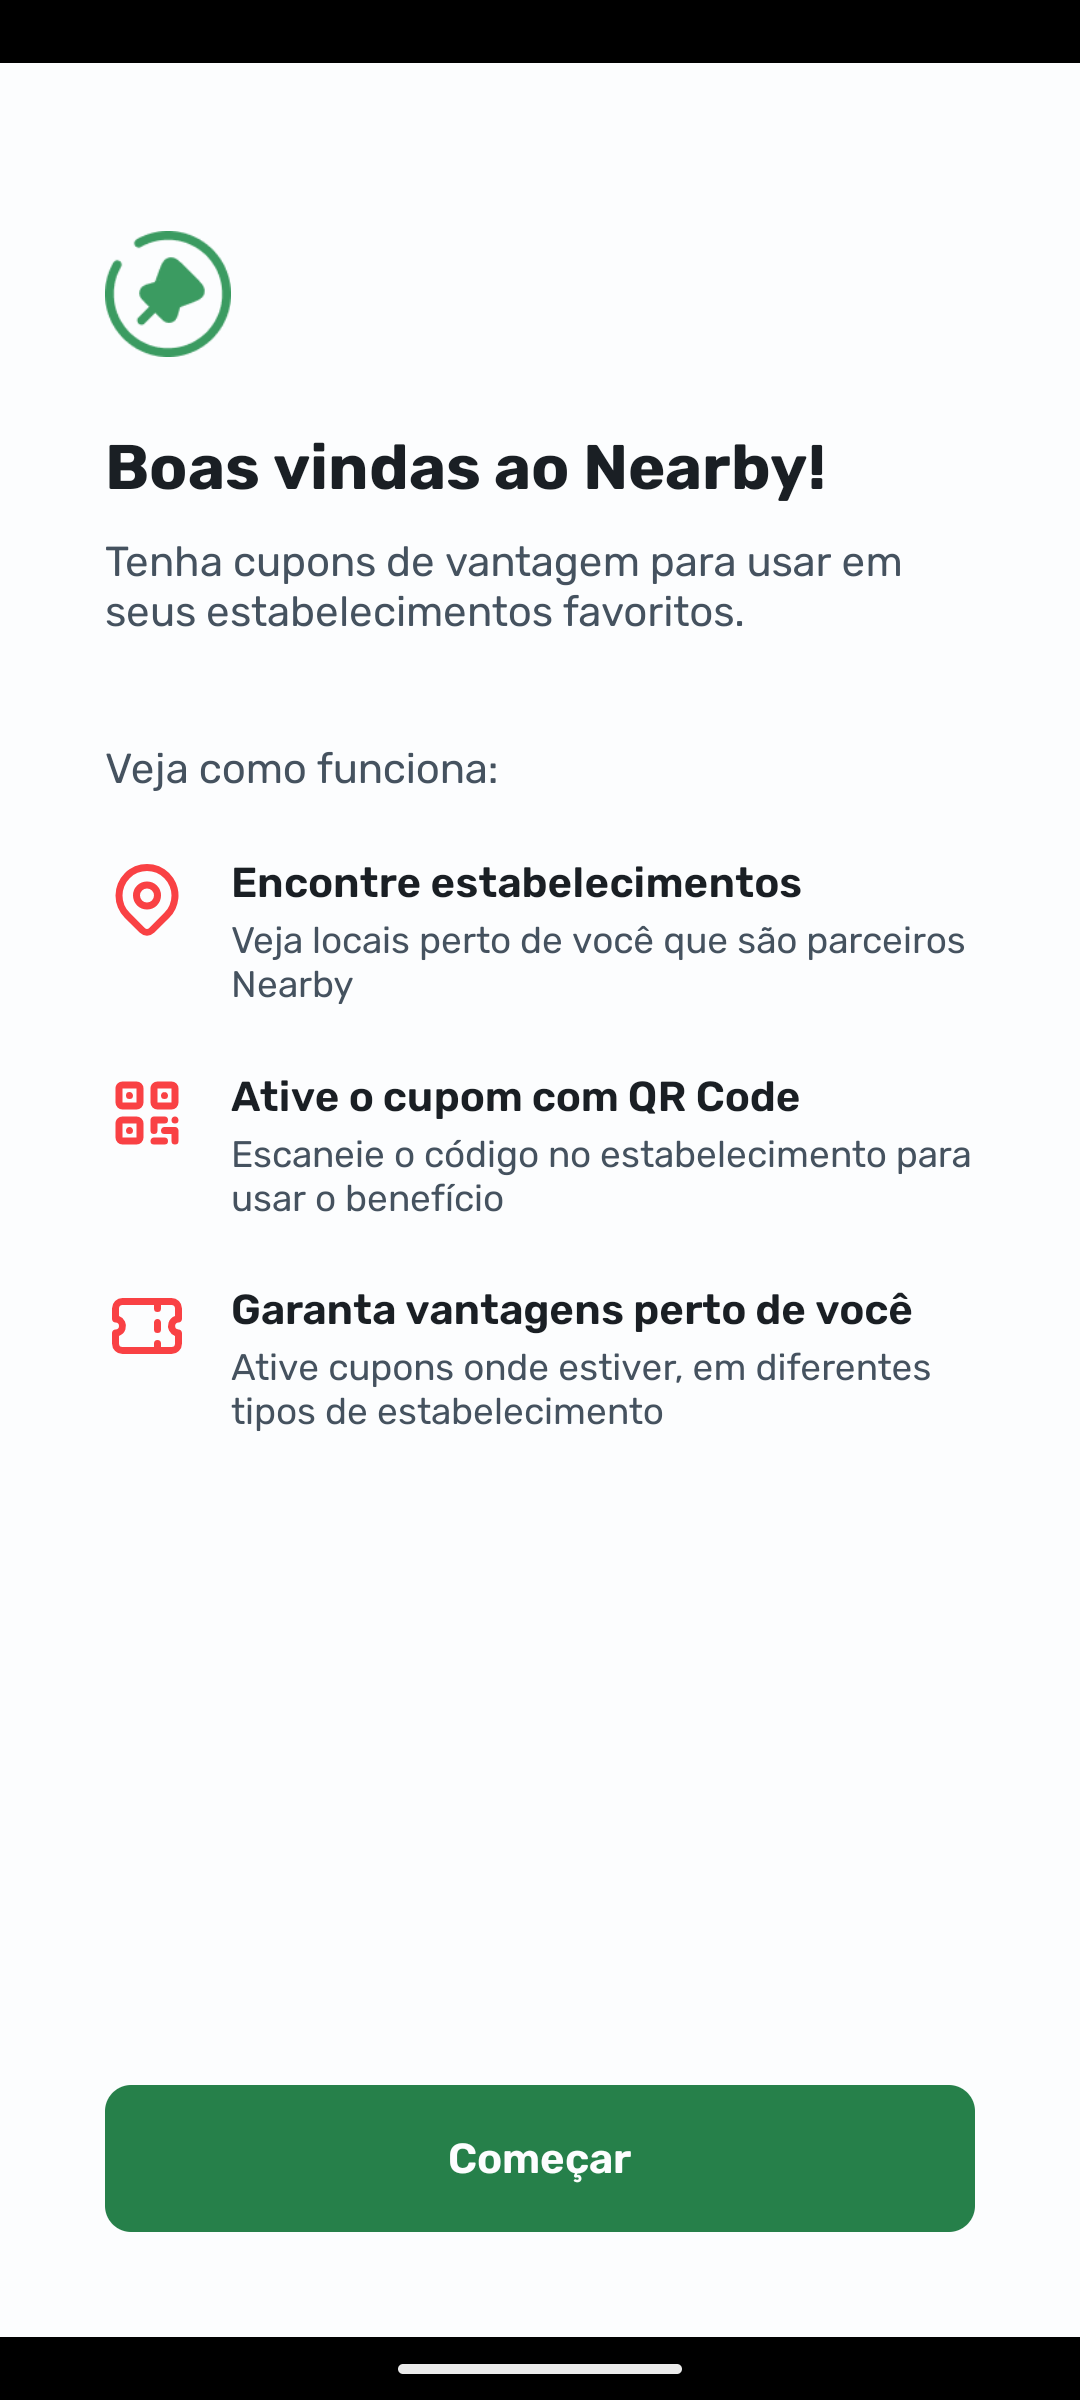 Boas vindas ao Nearby!
Tenha cupons de vantagem para usar em
seus estabelecimentos favoritos.
Veja como funciona:
Encontre estabelecimentos
Veja locais perto de você que são parceiros
Nearby
Ative o cupom com QR Code
Escaneie o código no estabelecimento para
usar o benefício
Garanta vantagens perto de você
Ative cupons onde estiver, em diferentes
tipos de estabelecimento
Começar